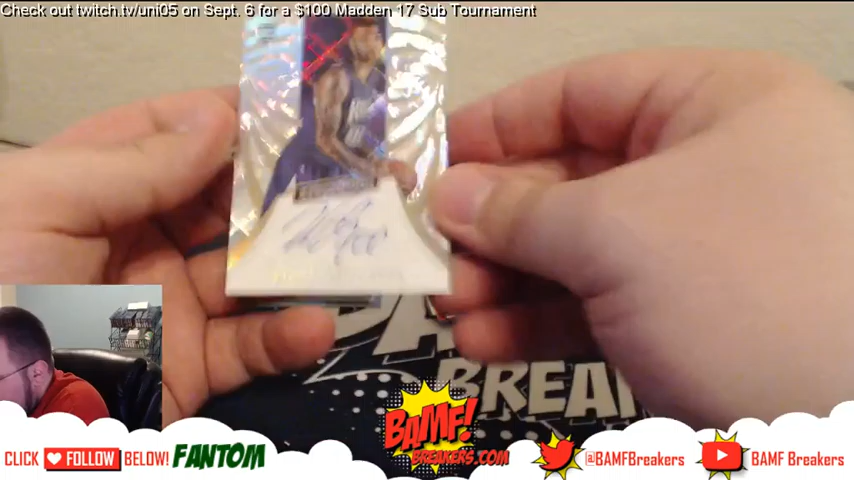 Check out twitch.tv/uni05 on Sept. 6 for a $100 Madden 17 Sub Tournament
BREA
CLICK FOLLOW BELOW! FANTOM
BAMF!
BREAKERS.COM
@BAMFBreakers
BAMF Breakers